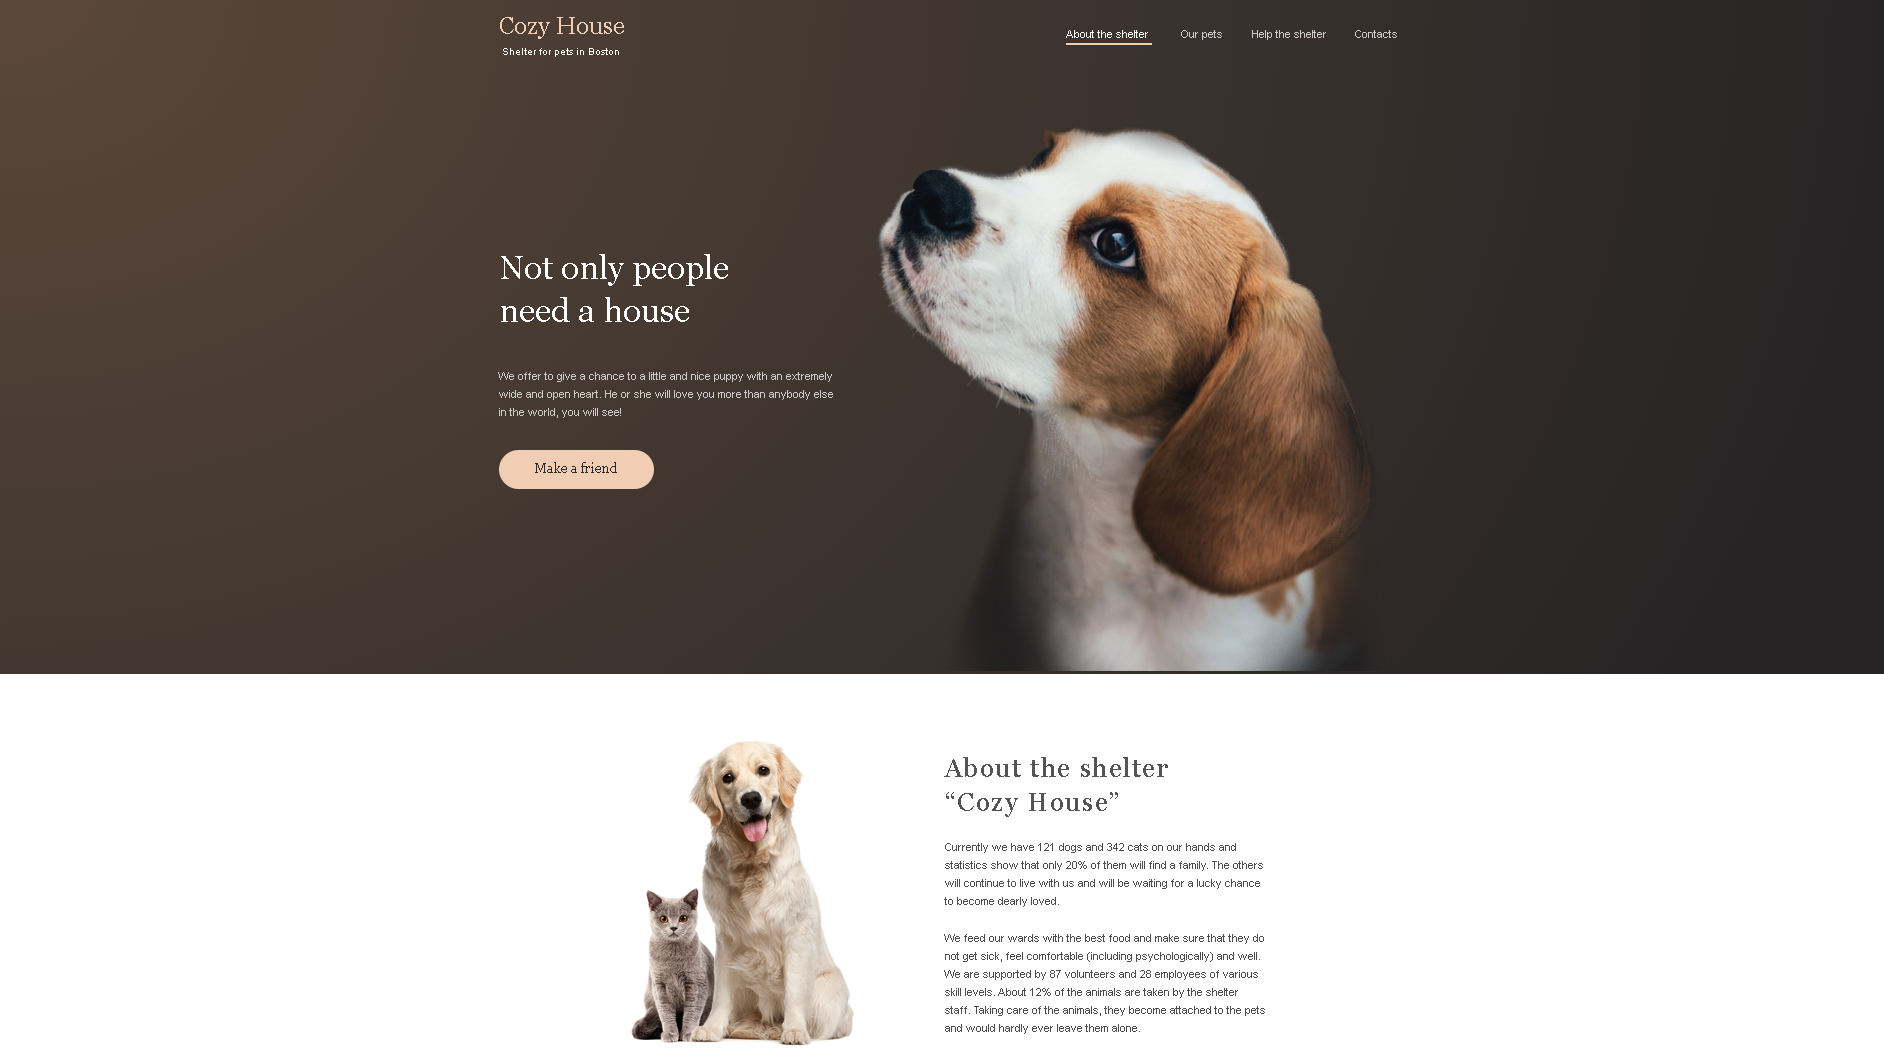 Cozy House
Shelter for pets in Boston
About the shelter
Our pets
Help the shelter
Contacts
Not only people
need a house
We offer to give a chance to a little and nice puppy with an extremely
wide and open heart. He or she will love you more than anybody else
in the world, you will see!
Make a friend
About the shelter
“Cozy House”
Currently we have 121 dogs and 342 cats on our hands and
statistics show that only 20% of them will find a family. The others
will continue to live with us and will be waiting for a lucky chance
to become dearly loved.
We feed our wards with the best food and make sure that they do
not get sick, feel comfortable (including psychologically) and well.
We are supported by 87 volunteers and 28 employees of various
skill levels. About 12% of the animals are taken by the shelter
staff. Taking care of the animals, they become attached to the pets
and would hardly ever leave them alone.